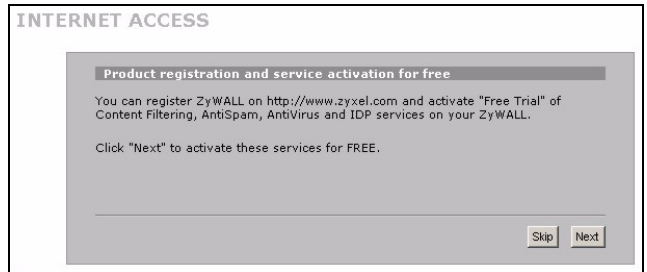 INTERNET ACCESS
Product registration and service activation for free
You can register ZyWALL on http://www.zyxel.com and activate "Free Trial" of
Content Filtering, AntiSpam, AntiVirus and IDP services on your ZyWALL.
Click "Next" to activate these services for FREE.
Skip Next